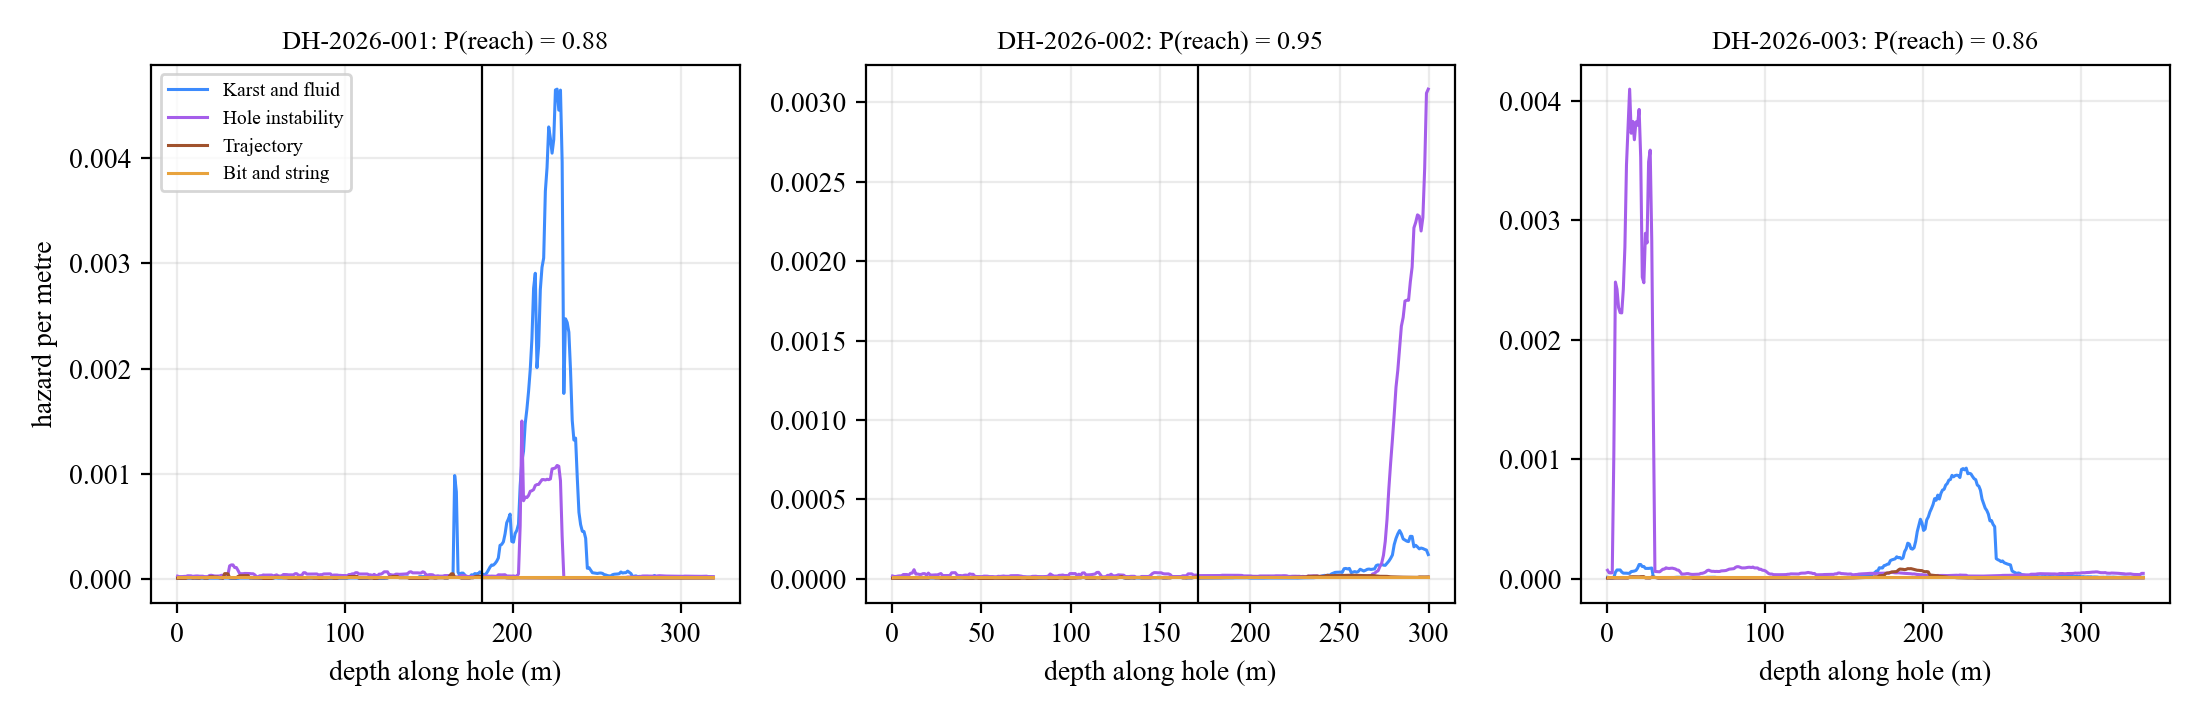 DH-2026-001: P(reach) = 0.88
hazard per metre
0.004
0.003
0.002
0.001
0.000
Karst and fluid
Hole instability
Trajectory
Bit and string
0
100
200
300
depth along hole (m)
DH-2026-002: P(reach) = 0.95
0.0030
0.0025
0.0020
0.0015
0.0010
0.0005
0.0000
0
50
100
150
200
250
300
depth along hole (m)
DH-2026-003: P(reach) = 0.86
0.004
0.003
0.002
0.001
0.000
0
100
200
300
depth along hole (m)